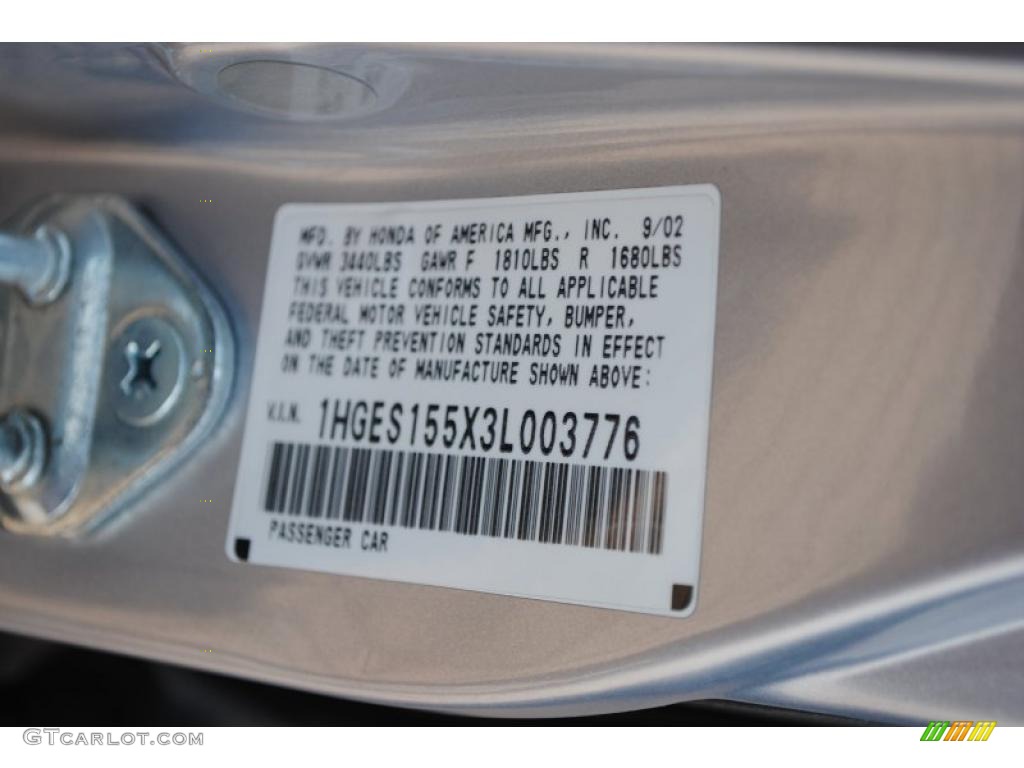 MFD. BY HONDA OF AMERICA MFG., INC. 9/02
GVWR 3440LBS GAWR F 1810LBS R 1680LBS
THIS VEHICLE CONFORMS TO ALL APPLICABLE
FEDERAL MOTOR VEHICLE SAFETY, BUMPER,
AND THEFT PREVENTION STANDARDS IN EFFECT
ON THE DATE OF MANUFACTURE SHOWN ABOVE:
V.I.N. 1HGES155X3L003776
PASSENGER CAR
GTCARLOT.COM